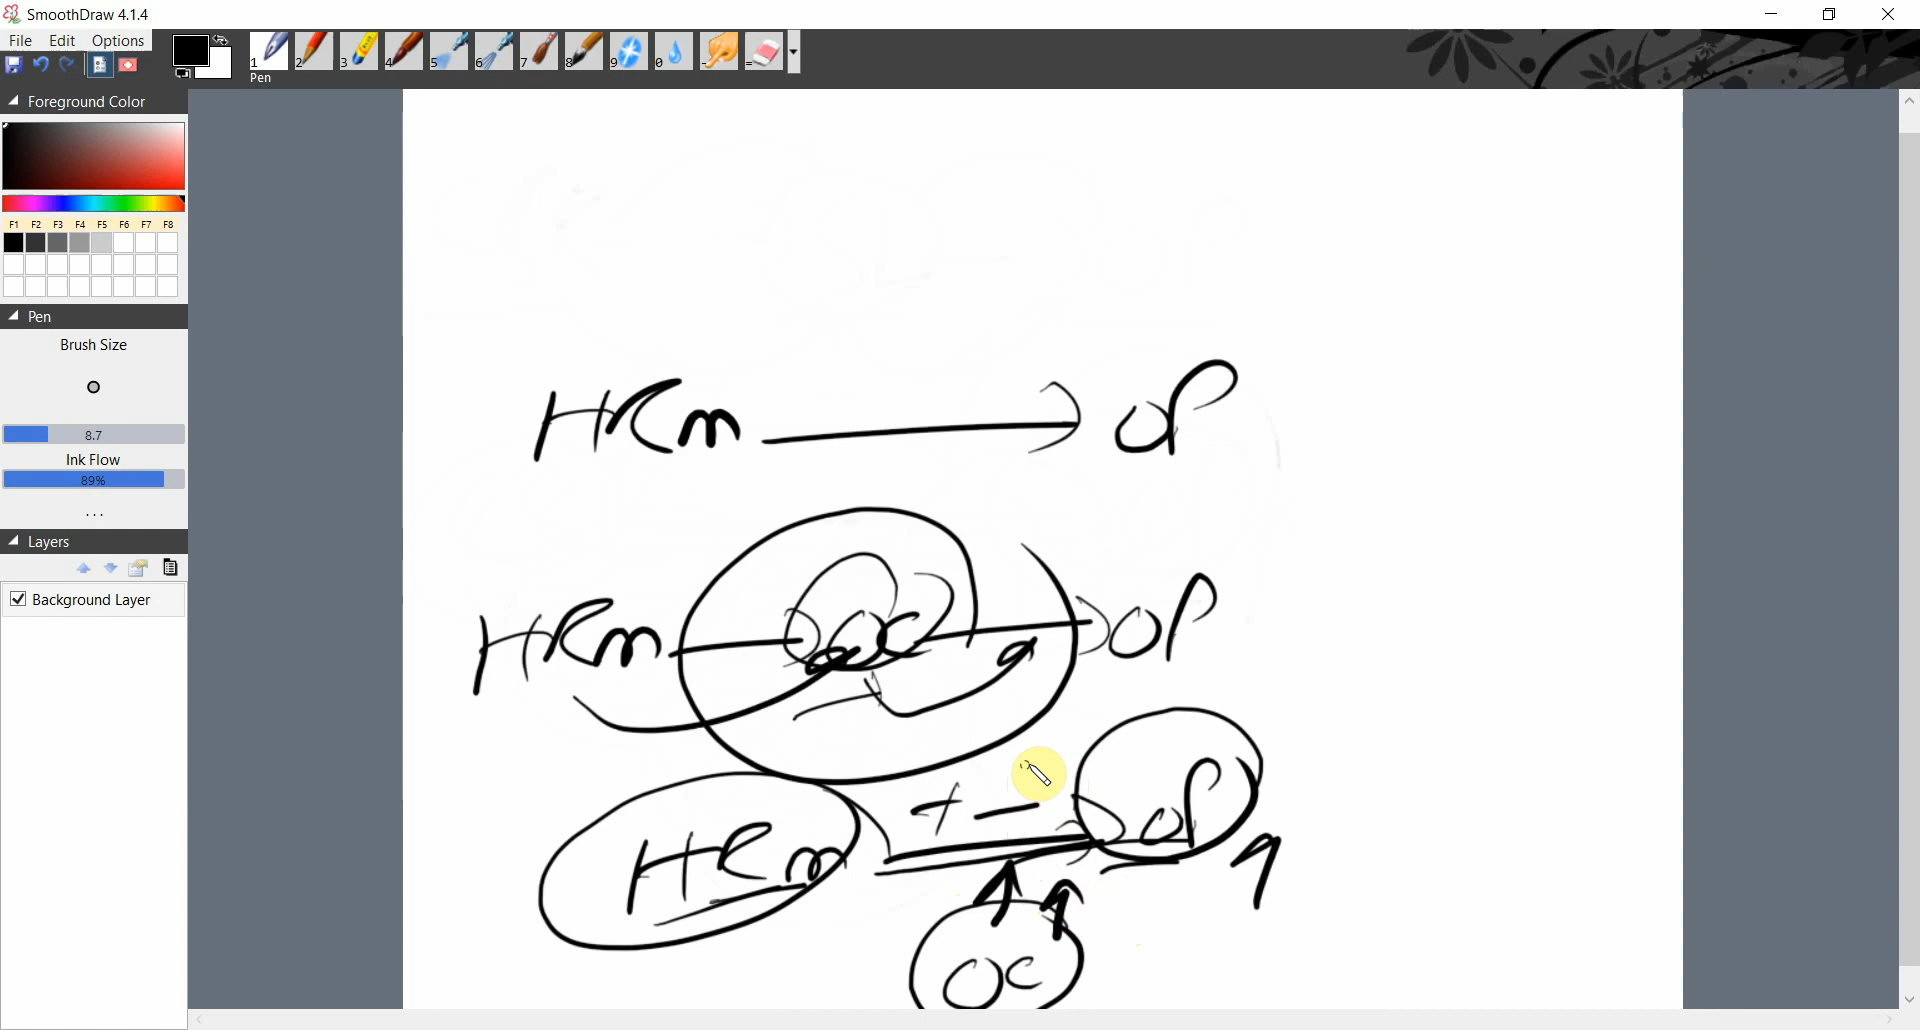 SmoothDraw 4.1.4
File Edit Options
1 2 3 4 5 6 7 8 9 0 - =
Pen
Foreground Color
F1 F2 F3 F4 F5 F6 F7 F8
Pen
Brush Size
8.7
Ink Flow
89%
...
Layers
Background Layer
HRm OP
HRm OC OP
+ -
HRm OP
OC